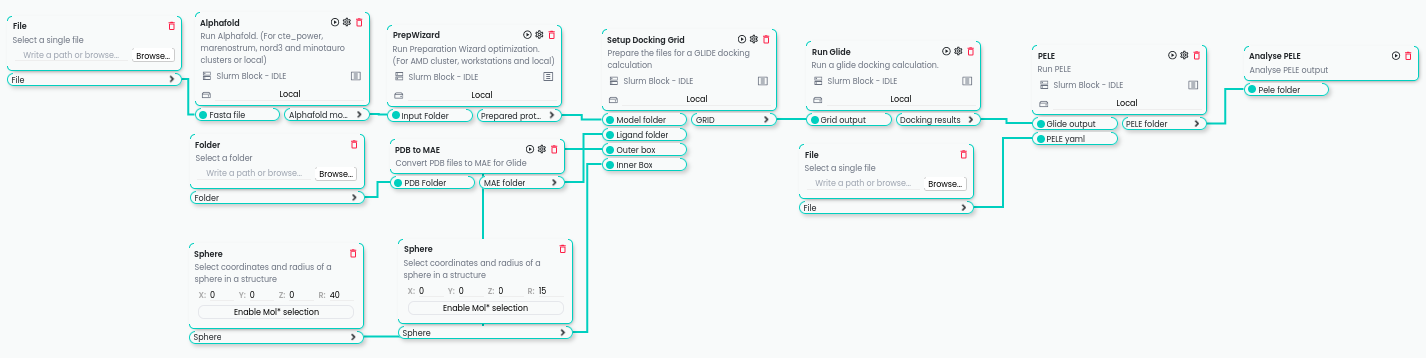 File
Select a single file
Write a path or browse...
Browse...
File
Alphafold
Run Alphafold. (For cte_power,
marenostrum, nord3 and minotauro
clusters or local)
Slurm Block - IDLE
Local
Fasta file
Alphafold mo...
PrepWizard
Run Preparation Wizard optimization.
(For AMD cluster, workstations and local)
Slurm Block - IDLE
Local
Input Folder
Prepared prot...
Setup Docking Grid
Prepare the files for a GLIDE docking
calculation
Slurm Block - IDLE
Local
Model folder
GRID
Ligand folder
Outer box
Inner Box
Run Glide
Run a glide docking calculation.
Slurm Block - IDLE
Local
Grid output
Docking results
PELE
Run PELE
Slurm Block - IDLE
Local
Glide output
PELE folder
PELE yaml
Analyse PELE
Analyse PELE output
Pele folder
Folder
Select a folder
Write a path or browse...
Browse...
Folder
PDB to MAE
Convert PDB files to MAE for Glide
PDB Folder
MAE folder
File
Select a single file
Write a path or browse...
Browse...
File
Sphere
Select coordinates and radius of a
sphere in a structure
X: 0 Y: 0 Z: 0 R: 40
Enable Mol* selection
Sphere
Sphere
Select coordinates and radius of a
sphere in a structure
X: 0 Y: 0 Z: 0 R: 15
Enable Mol* selection
Sphere